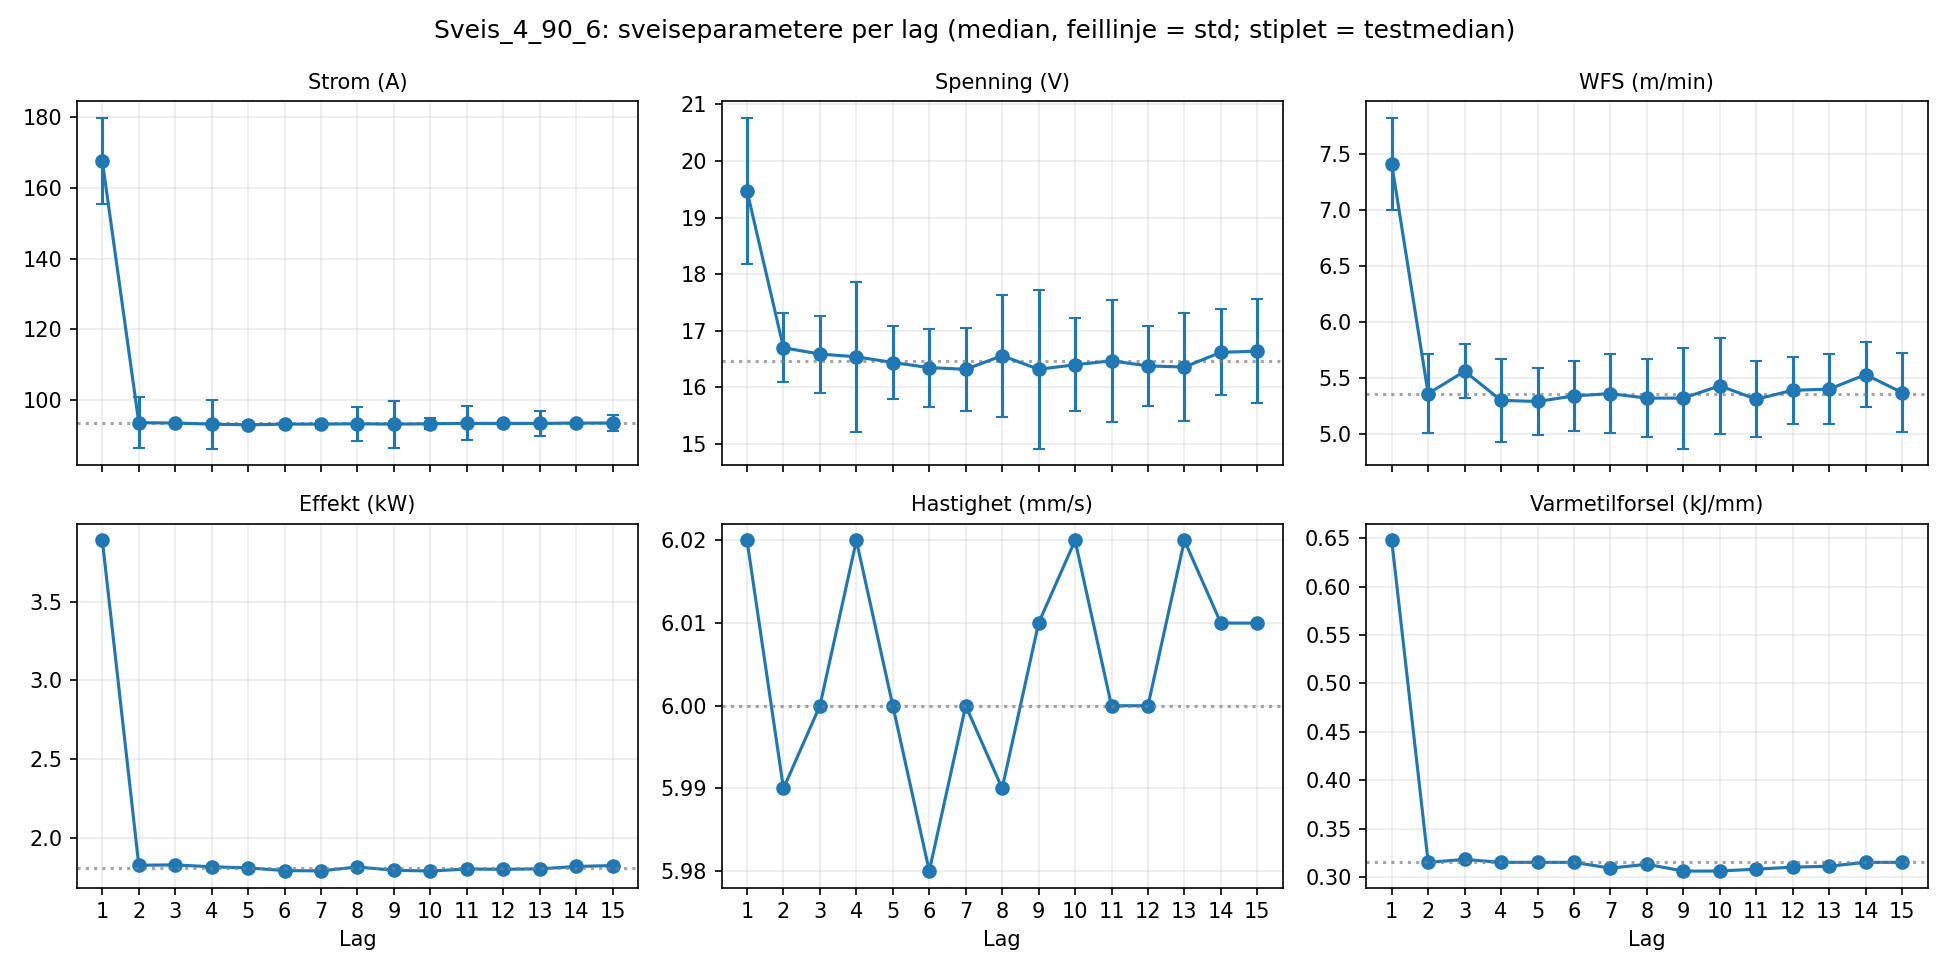 Sveis_4_90_6: sveiseparametere per lag (median, feillinje = std; stiplet = testmedian)
Strom (A)
180
160
140
120
100
Spenning (V)
21
20
19
18
17
16
15
WFS (m/min)
7.5
7.0
6.5
6.0
5.5
5.0
Effekt (kW)
3.5
3.0
2.5
2.0
1 2 3 4 5 6 7 8 9 10 11 12 13 14 15
Lag
Hastighet (mm/s)
6.02
6.01
6.00
5.99
5.98
1 2 3 4 5 6 7 8 9 10 11 12 13 14 15
Lag
Varmetilforsel (kJ/mm)
0.65
0.60
0.55
0.50
0.45
0.40
0.35
0.30
1 2 3 4 5 6 7 8 9 10 11 12 13 14 15
Lag